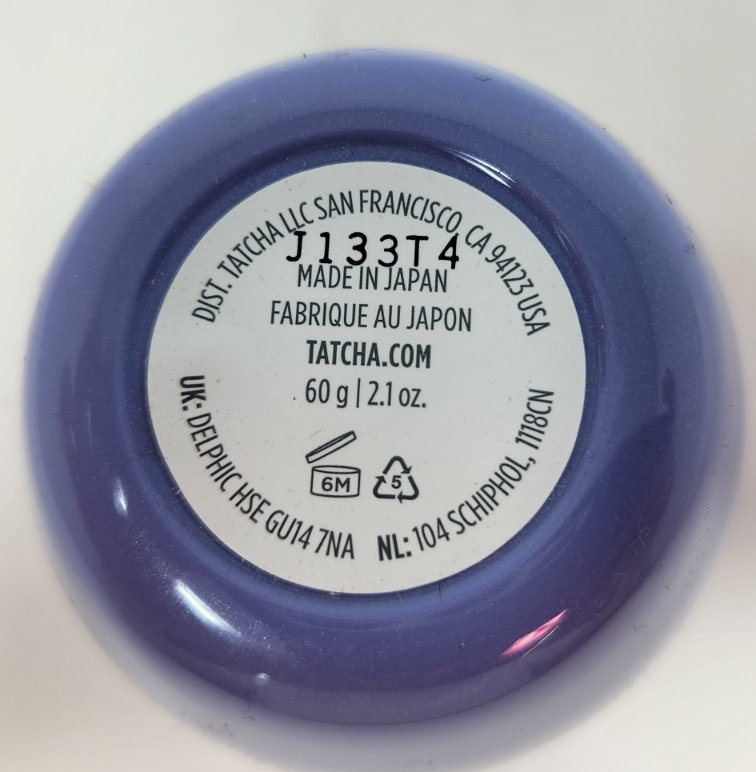 DIST. TATCHA LLC SAN FRANCISCO, CA 94123 USA
J133T4
MADE IN JAPAN
FABRIQUE AU JAPON
TATCHA.COM
60 g | 2.1 oz.
6M
5
UK: DELPHIC HSE GU14 7NA
NL: 104 SCHIPHOL, 1118CN